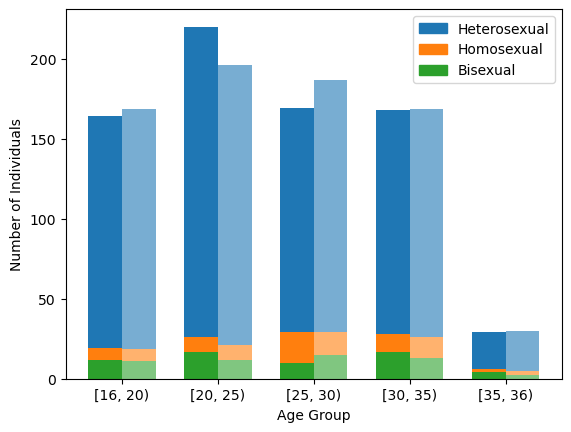 Heterosexual
Homosexual
Bisexual
Number of Individuals
200
150
100
50
0
[16, 20)
[20, 25)
[25, 30)
[30, 35)
[35, 36)
Age Group